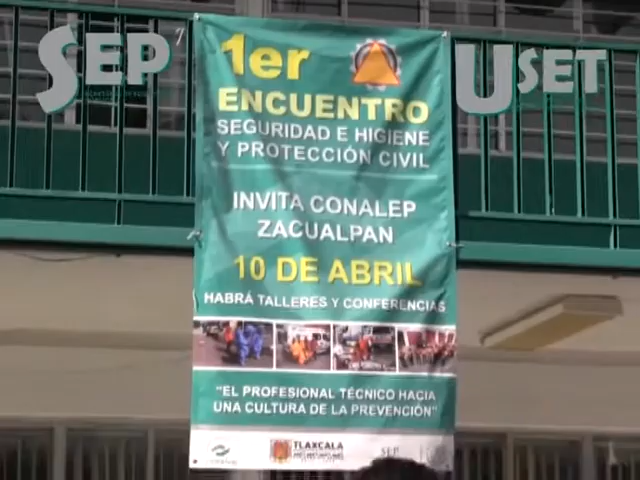 SEP
USET
1er
ENCUENTRO
SEGURIDAD E HIGIENE
Y PROTECCIÓN CIVIL
INVITA CONALEP
ZACUALPAN
10 DE ABRIL
HABRÁ TALLERES Y CONFERENCIAS
"EL PROFESIONAL TÉCNICO HACIA
UNA CULTURA DE LA PREVENCIÓN"
TLAXCALA
SEP